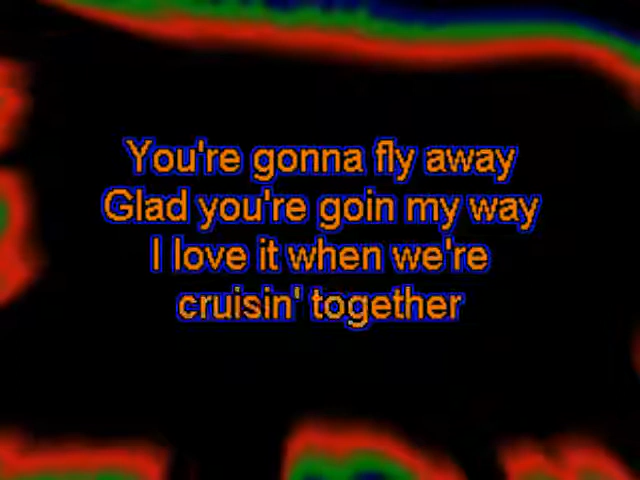 You're gonna fly away
Glad you're goin my way
I love it when we're
cruisin' together